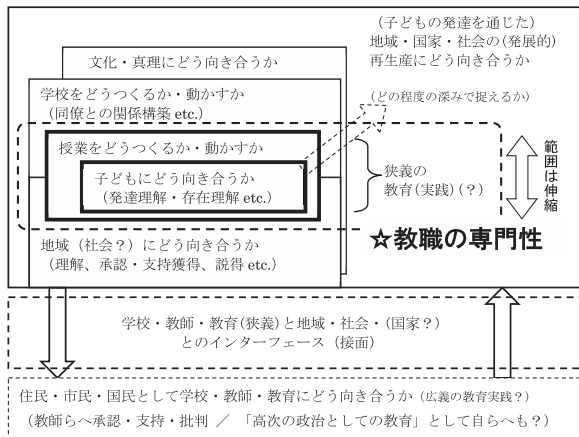 (子どもの発達を通じた)
地域・国家・社会の(発展的)
再生産にどう向き合うか
(どの程度の深みで捉えるか)
文化・真理にどう向き合うか
学校をどうつくるか・動かすか
(同僚との関係構築 etc.)
授業をどうつくるか・動かすか
子どもにどう向き合うか
(発達理解・存在理解 etc.)
狭義の
教育(実践)(?)
範囲は伸縮
☆教職の専門性
地域(社会?)にどう向き合うか
(理解、承認・支持獲得、説得 etc.)
学校・教師・教育(狭義)と地域・社会・(国家?)
とのインターフェース(接面)
住民・市民・国民として学校・教師・教育にどう向き合うか(広義の教育実践?)
(教師らへ承認・支持・批判 / 「高次の政治としての教育」として自らへも?)